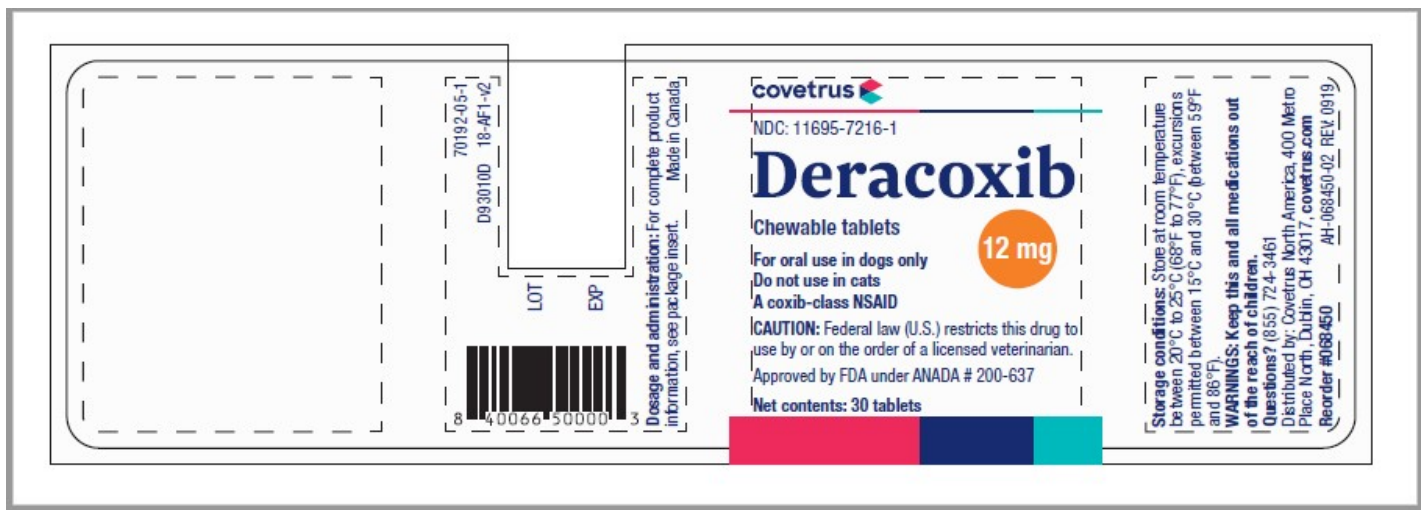 70192-05-1
D93010D 18-AF1-v2
LOT
EXP
8 40066 50000 3
Dosage and administration: For complete product
information, see package insert. Made in Canada
covetrus
NDC: 11695-7216-1
Deracoxib
Chewable tablets
12 mg
For oral use in dogs only
Do not use in cats
A coxib-class NSAID
CAUTION: Federal law (U.S.) restricts this drug to
use by or on the order of a licensed veterinarian.
Approved by FDA under ANADA # 200-637
Net contents: 30 tablets
Storage conditions: Store at room temperature
between 20°C to 25°C (68°F to 77°F), excursions
permitted between 15°C and 30°C (between 59°F
and 86°F).
WARNINGS: Keep this and all medications out
of the reach of children.
Questions? (855) 724-3461
Distributed by: Covetrus North America, 400 Metro
Place North, Dublin, OH 43017, covetrus.com
Reorder #068450 AH-068450-02 REV. 0919